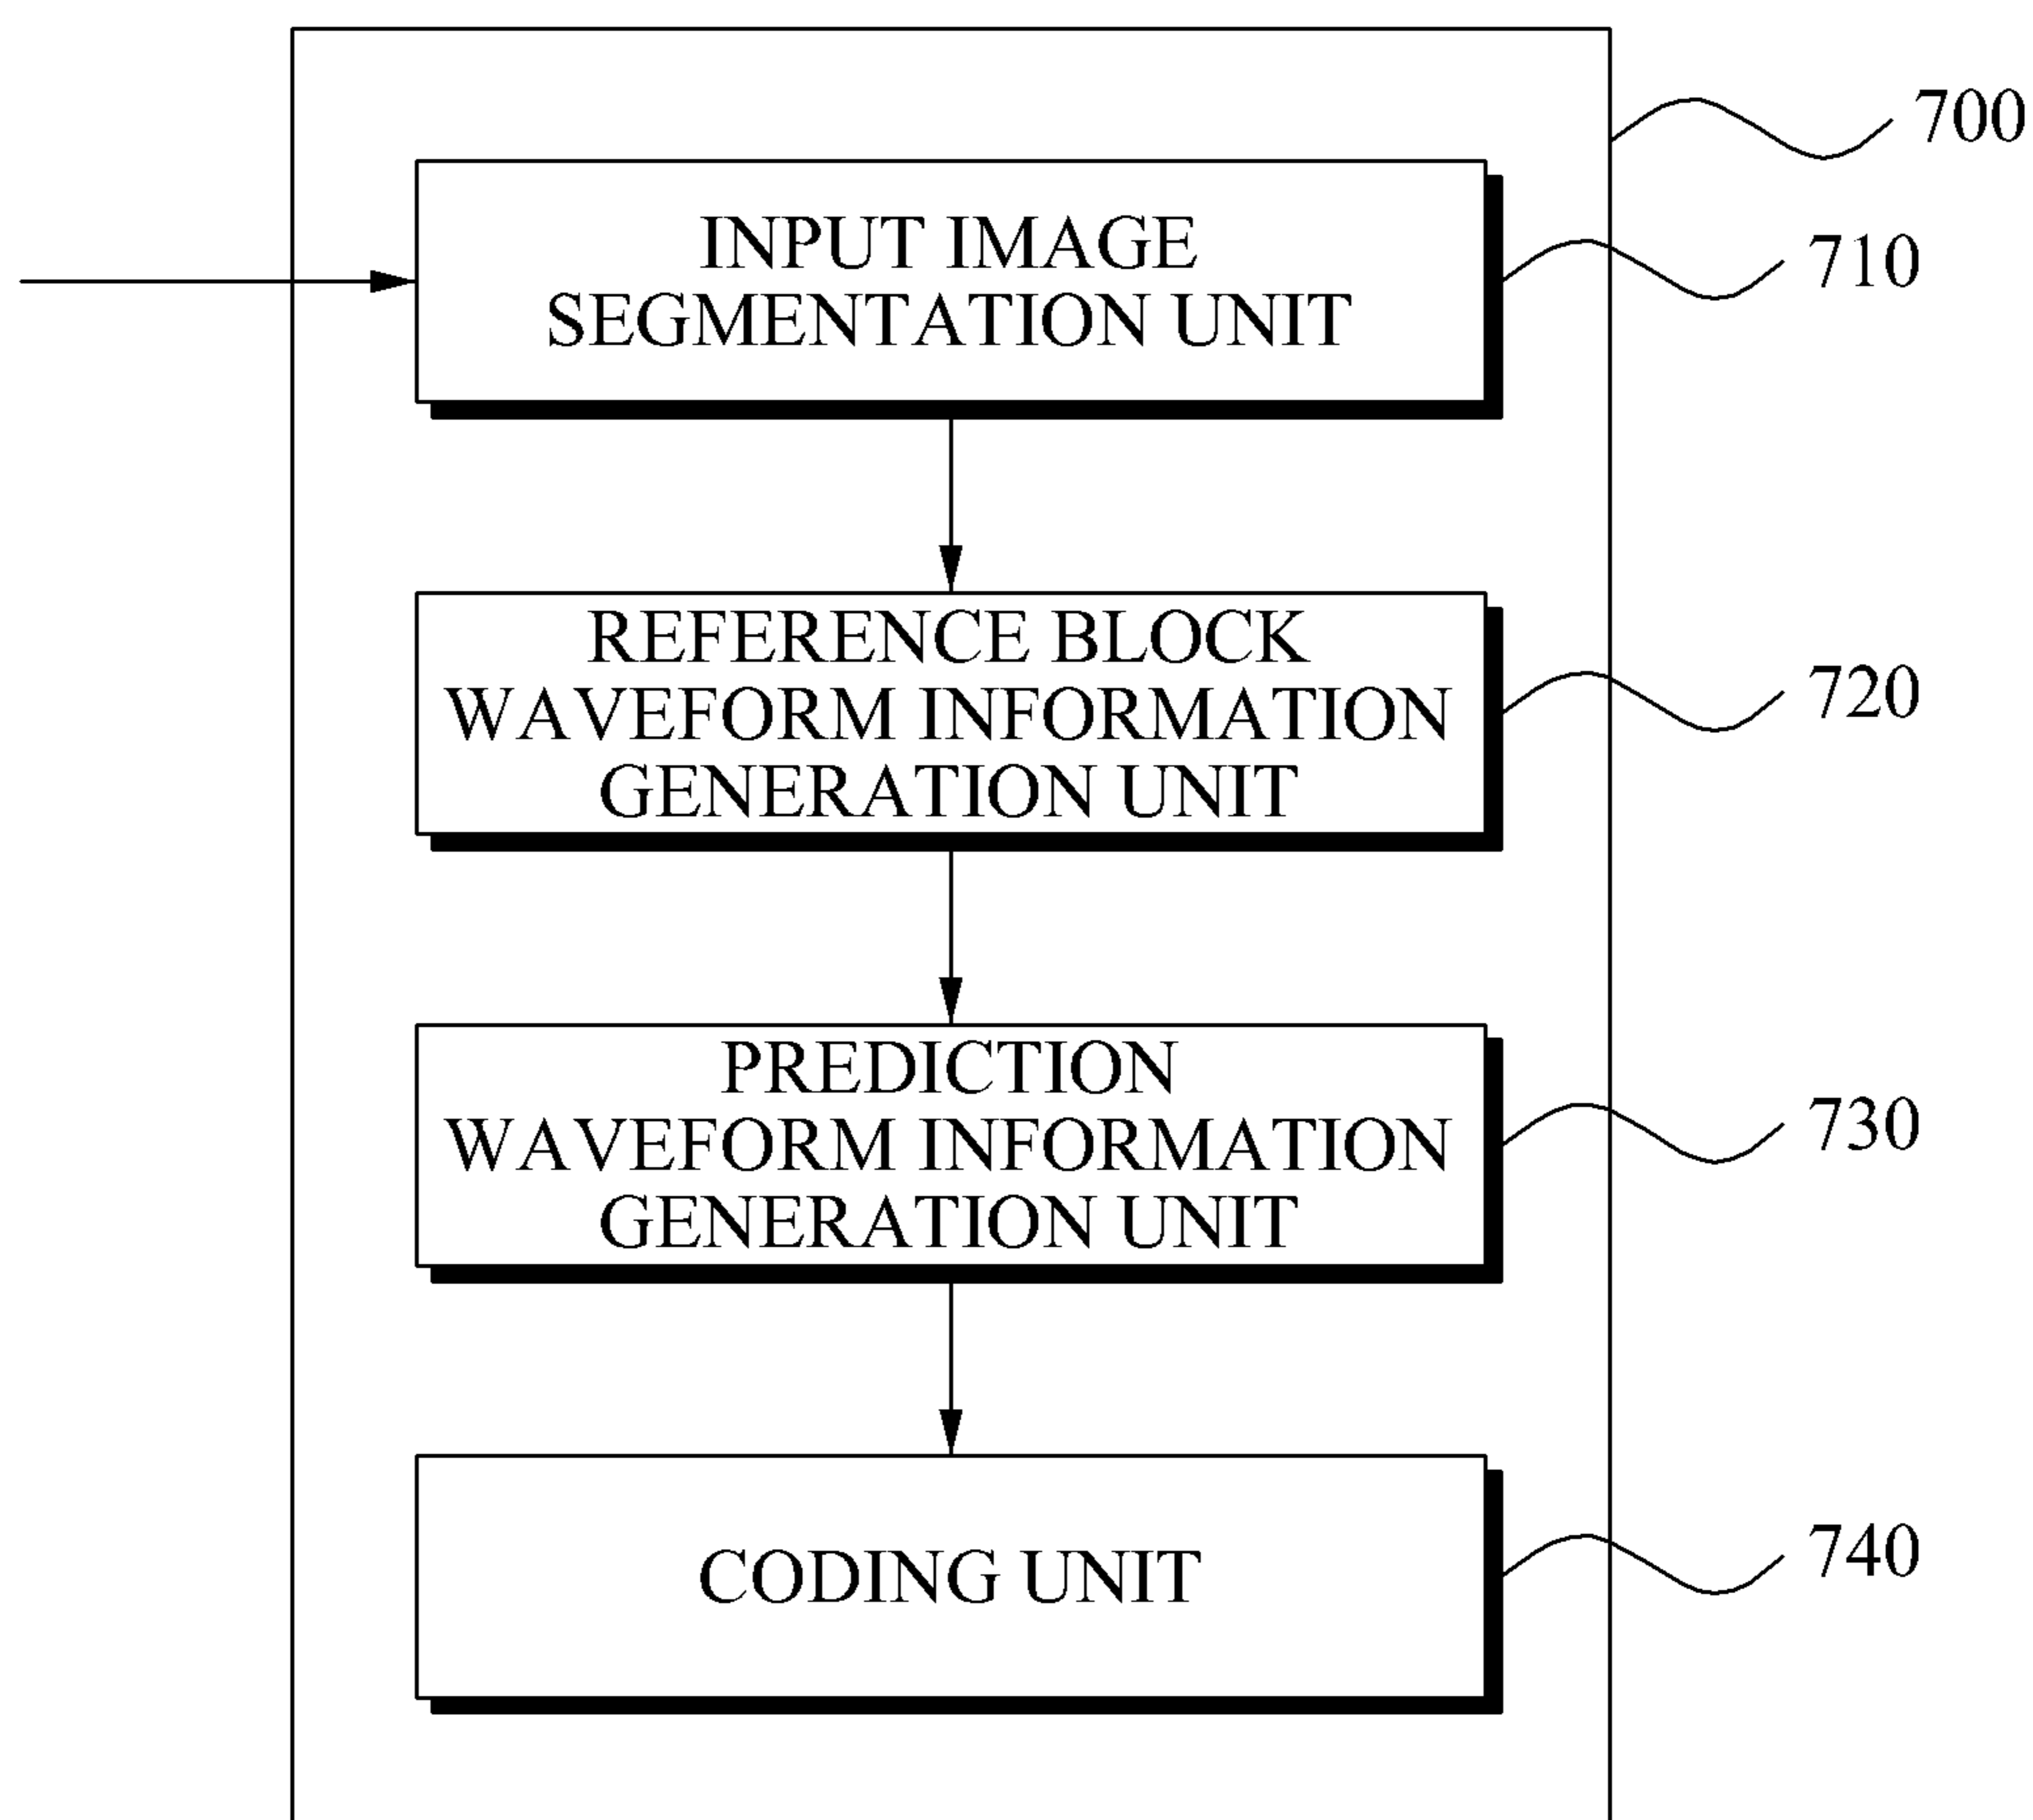 700
INPUT IMAGE
SEGMENTATION UNIT
710
REFERENCE BLOCK
WAVEFORM INFORMATION
GENERATION UNIT
720
PREDICTION
WAVEFORM INFORMATION
GENERATION UNIT
730
CODING UNIT
740